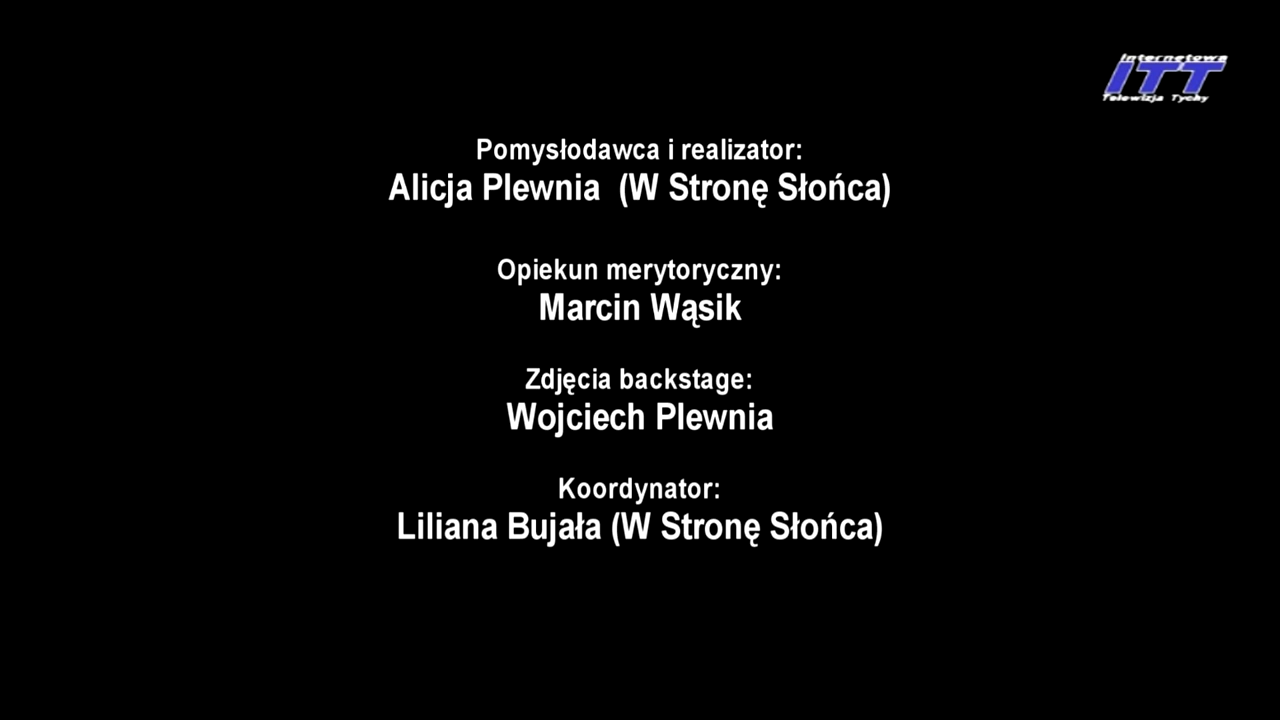 Internetowa
ITT
Telewizja Tychy
Pomysłodawca i realizator:
Alicja Plewnia (W Stronę Słońca)
Opiekun merytoryczny:
Marcin Wąsik
Zdjęcia backstage:
Wojciech Plewnia
Koordynator:
Liliana Bujała (W Stronę Słońca)